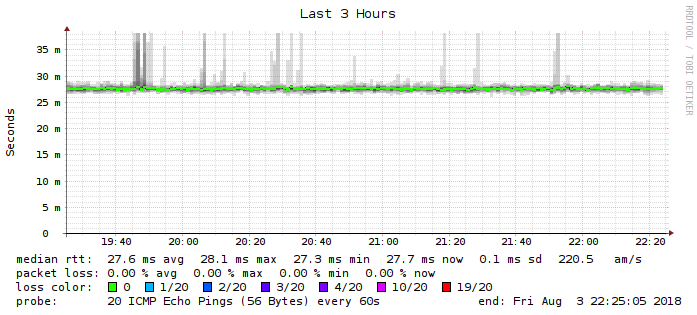 Last 3 Hours
RRDTOOL / TOBI OETIKER
Seconds
35 m
30 m
25 m
20 m
15 m
10 m
5 m
0
19:40 20:00 20:20 20:40 21:00 21:20 21:40 22:00 22:20
median rtt: 27.6 ms avg 28.1 ms max 27.3 ms min 27.7 ms now 0.1 ms sd 220.5 am/s
packet loss: 0.00 % avg 0.00 % max 0.00 % min 0.00 % now
loss color: 0 1/20 2/20 3/20 4/20 10/20 19/20
probe: 20 ICMP Echo Pings (56 Bytes) every 60s end: Fri Aug 3 22:25:05 2018